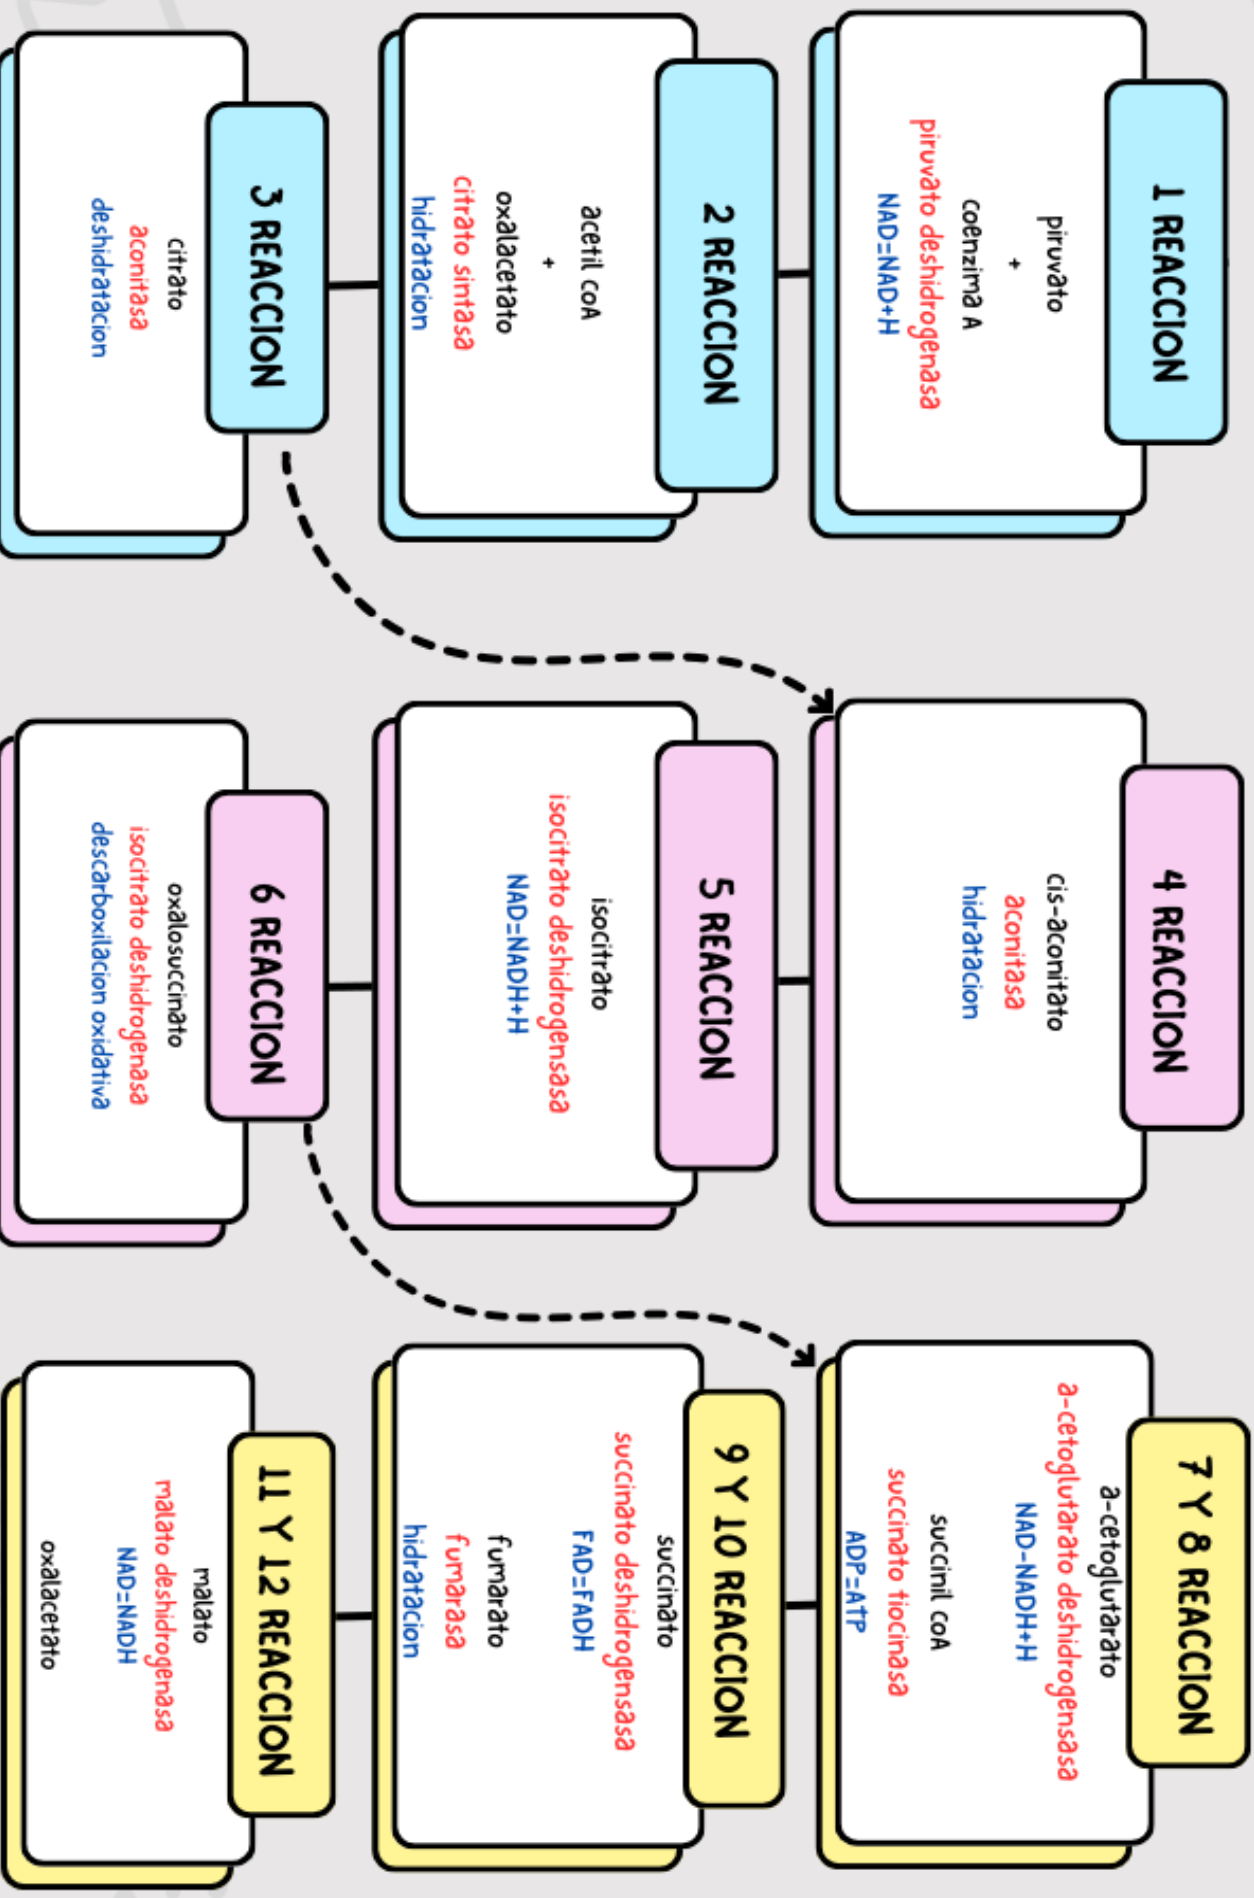 1 REACCION
piruvato
+
coenzima A
piruvato deshidrogenasa
NAD=NAD+H
2 REACCION
acetil coA
+
oxalacetato
citrato sintasa
hidratacion
3 REACCION
citrato
aconitasa
deshidratacion
4 REACCION
cis-aconitato
aconitasa
hidratacion
5 REACCION
isocitrato
isocitrato deshidrogensasa
NAD=NADH+H
6 REACCION
oxalosuccinato
isocitrato deshidrogenasa
descarboxilacion oxidativa
7 Y 8 REACCION
a-cetoglutarato
a-cetoglutarato deshidrogensasa
NAD-NADH+H
succinil coA
succinato tiocinasa
ADP=ATP
9 Y 10 REACCION
succinato
succinato deshidrogensasa
FAD=FADH
fumarato
fumarasa
hidratacion
11 Y 12 REACCION
malato
malato deshidrogenasa
NAD=NADH
oxalacetato